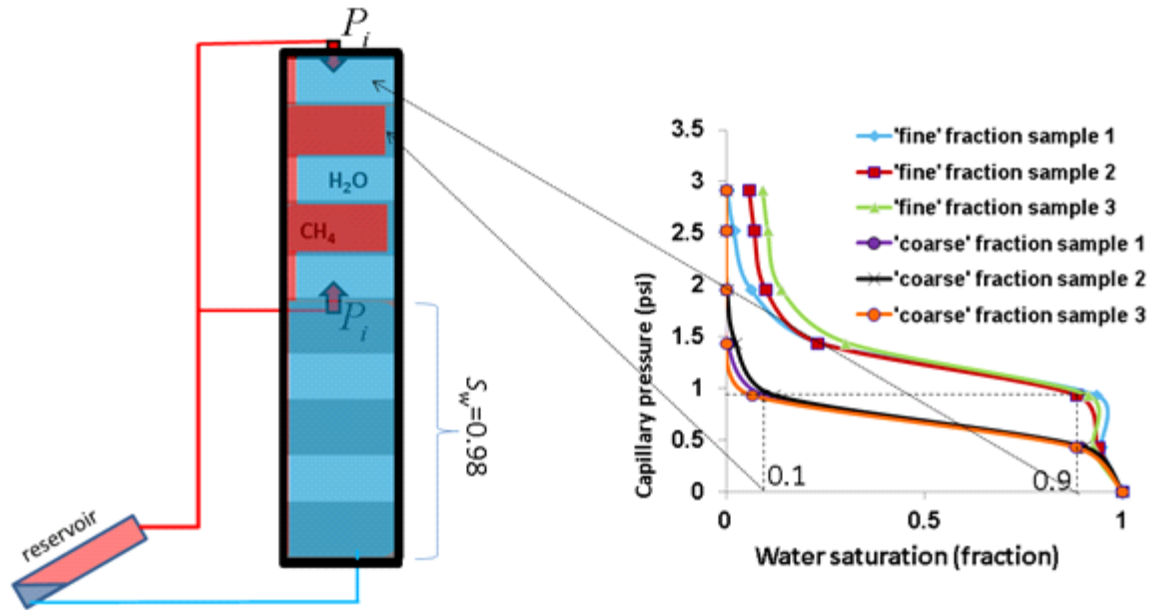 P_i
H₂O
CH₄
P_i
S_w=0.98
reservoir
3.5
3
2.5
2
1.5
1
0.5
0
Capillary pressure (psi)
'fine' fraction sample 1
'fine' fraction sample 2
'fine' fraction sample 3
'coarse' fraction sample 1
'coarse' fraction sample 2
'coarse' fraction sample 3
0.1
0.9
0
0.5
1
Water saturation (fraction)